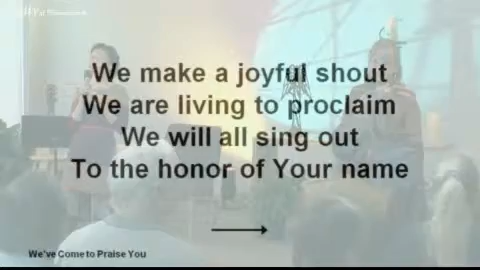 We make a joyful shout
We are living to proclaim
We will all sing out
To the honor of Your name
We've Come to Praise You